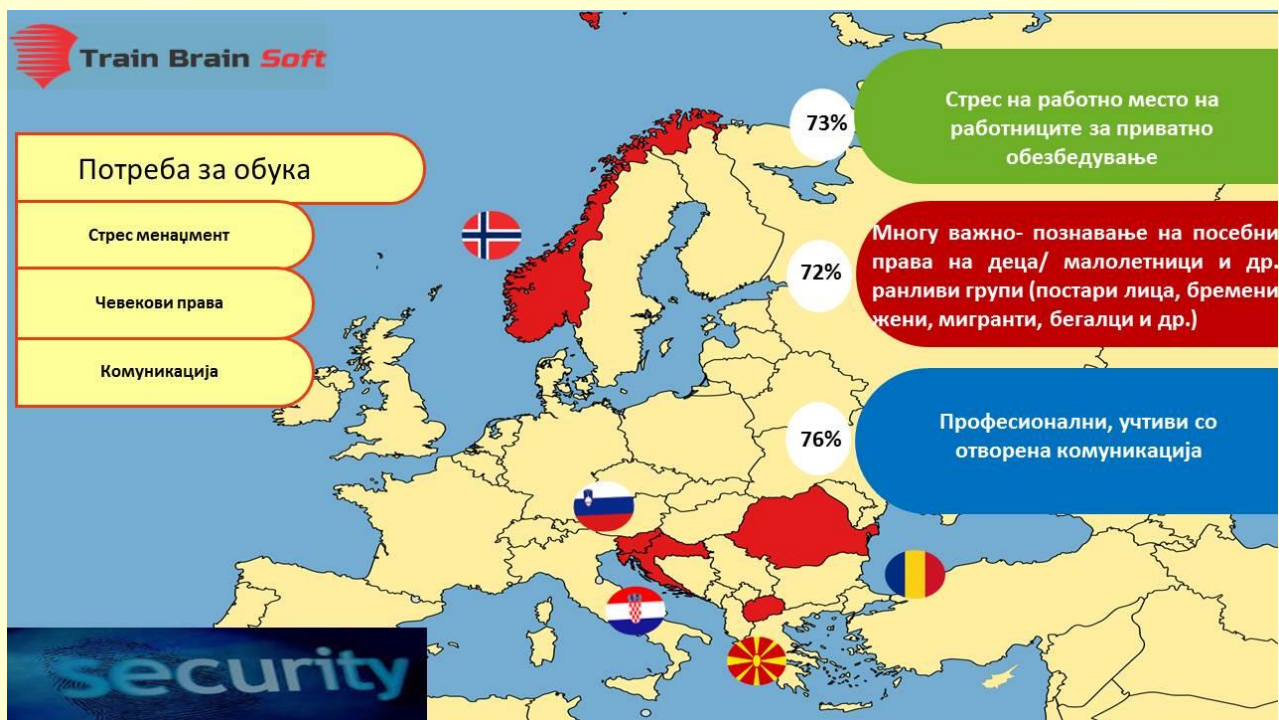 Train Brain Soft
Потреба за обука
Стрес менаџмент
Чевекови права
Комуникација
73%
Стрес на работно место на
работниците за приватно
обезбедување
72%
Многу важно- познавање на посебни
права на деца/ малолетници и др.
ранливи групи (постари лица, бремени
жени, мигранти, бегалци и др.)
76%
Професионални, учтиви со
отворена комуникација
security